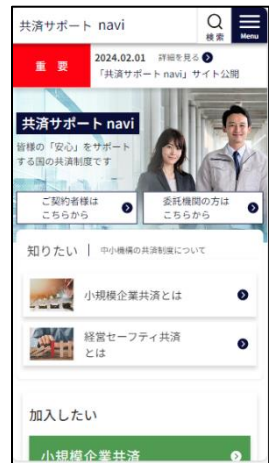 共済サポート navi
検索
Menu
重 要
2024.02.01 詳細を見る
「共済サポート navi」サイト公開
共済サポート navi
皆様の「安心」をサポート
する国の共済制度です
ご契約者様は
こちらから
委託機関の方は
こちらから
知りたい 中小機構の共済制度について
小規模企業共済とは
経営セーフティ共済
とは
加入したい
小規模企業共済